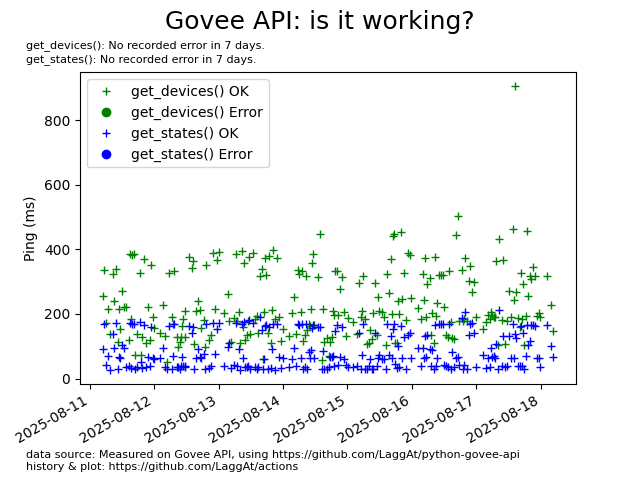 Govee API: is it working?
get_devices(): No recorded error in 7 days.
get_states(): No recorded error in 7 days.
get_devices() OK
get_devices() Error
get_states() OK
get_states() Error
Ping (ms)
800
600
400
200
0
2025-08-11
2025-08-12
2025-08-13
2025-08-14
2025-08-15
2025-08-16
2025-08-17
2025-08-18
data source: Measured on Govee API, using https://github.com/LaggAt/python-govee-api
history & plot: https://github.com/LaggAt/actions